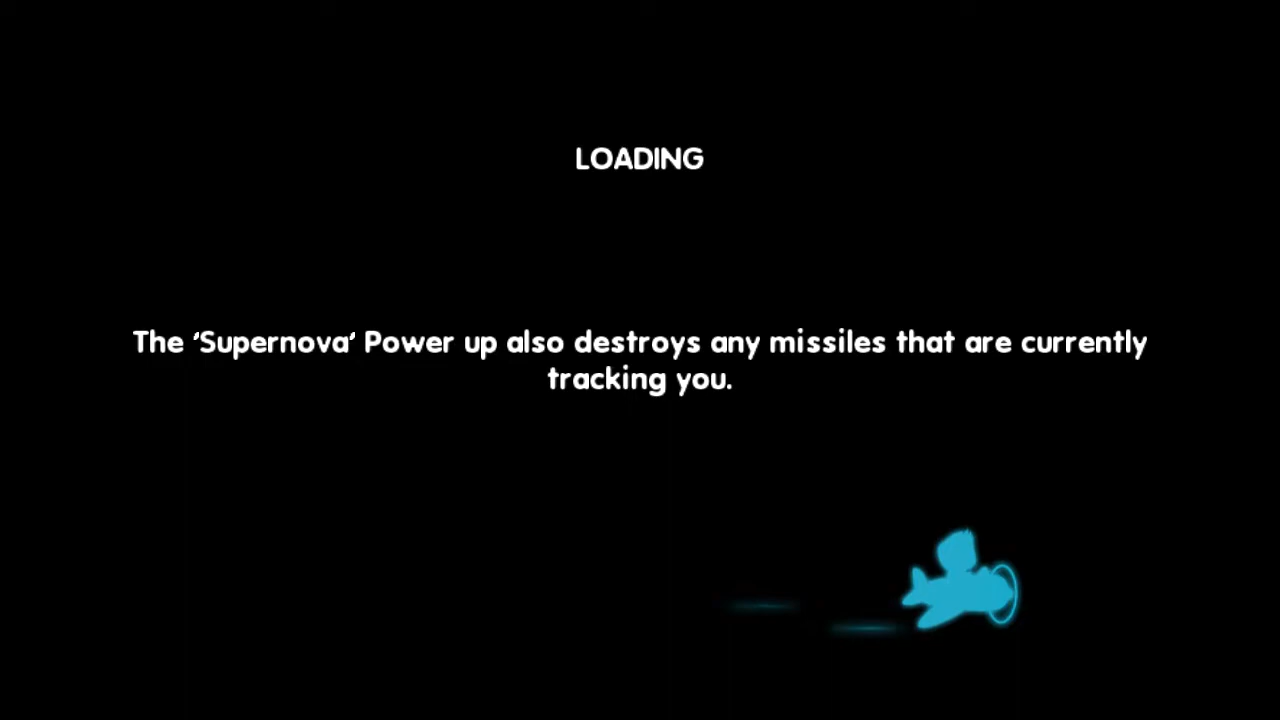 LOADING
The 'Supernova' Power up also destroys any missiles that are currently
tracking you.